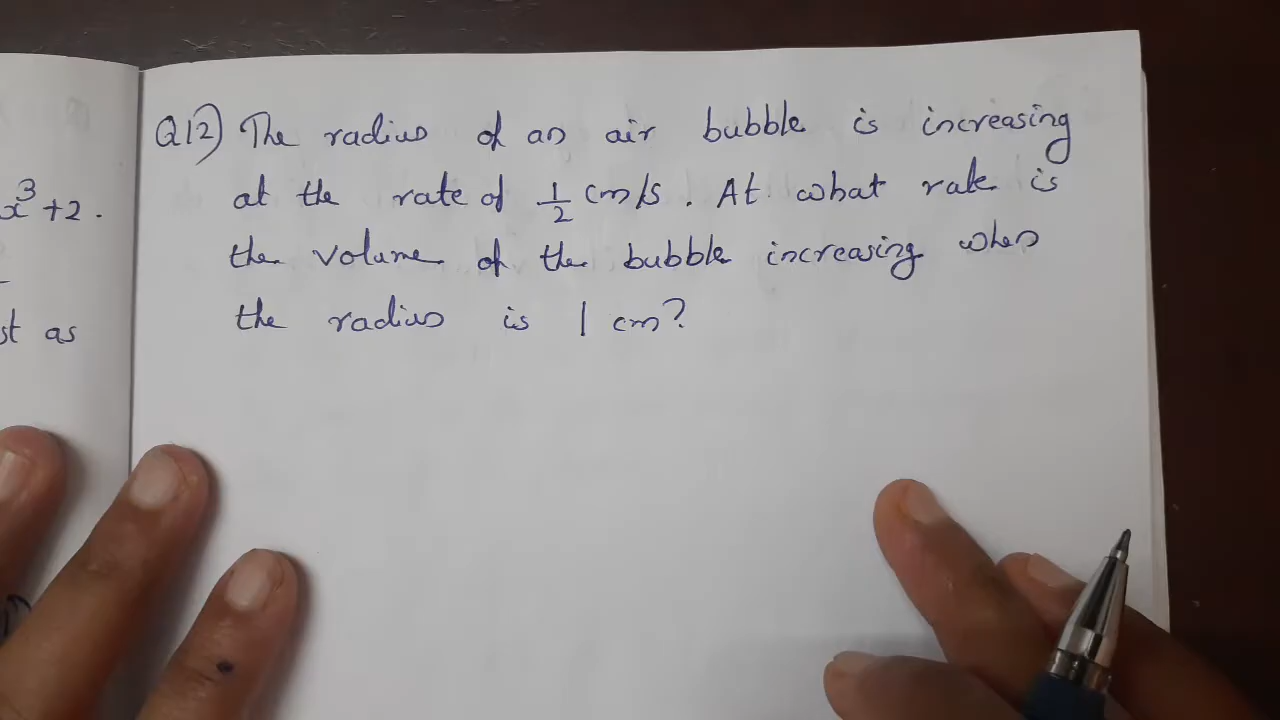 x³ + 2 .
st as
Q12) The radius of an air bubble is increasing
at the rate of 1/2 cm/s . At what rate is
the volume of the bubble increasing when
the radius is 1 cm?